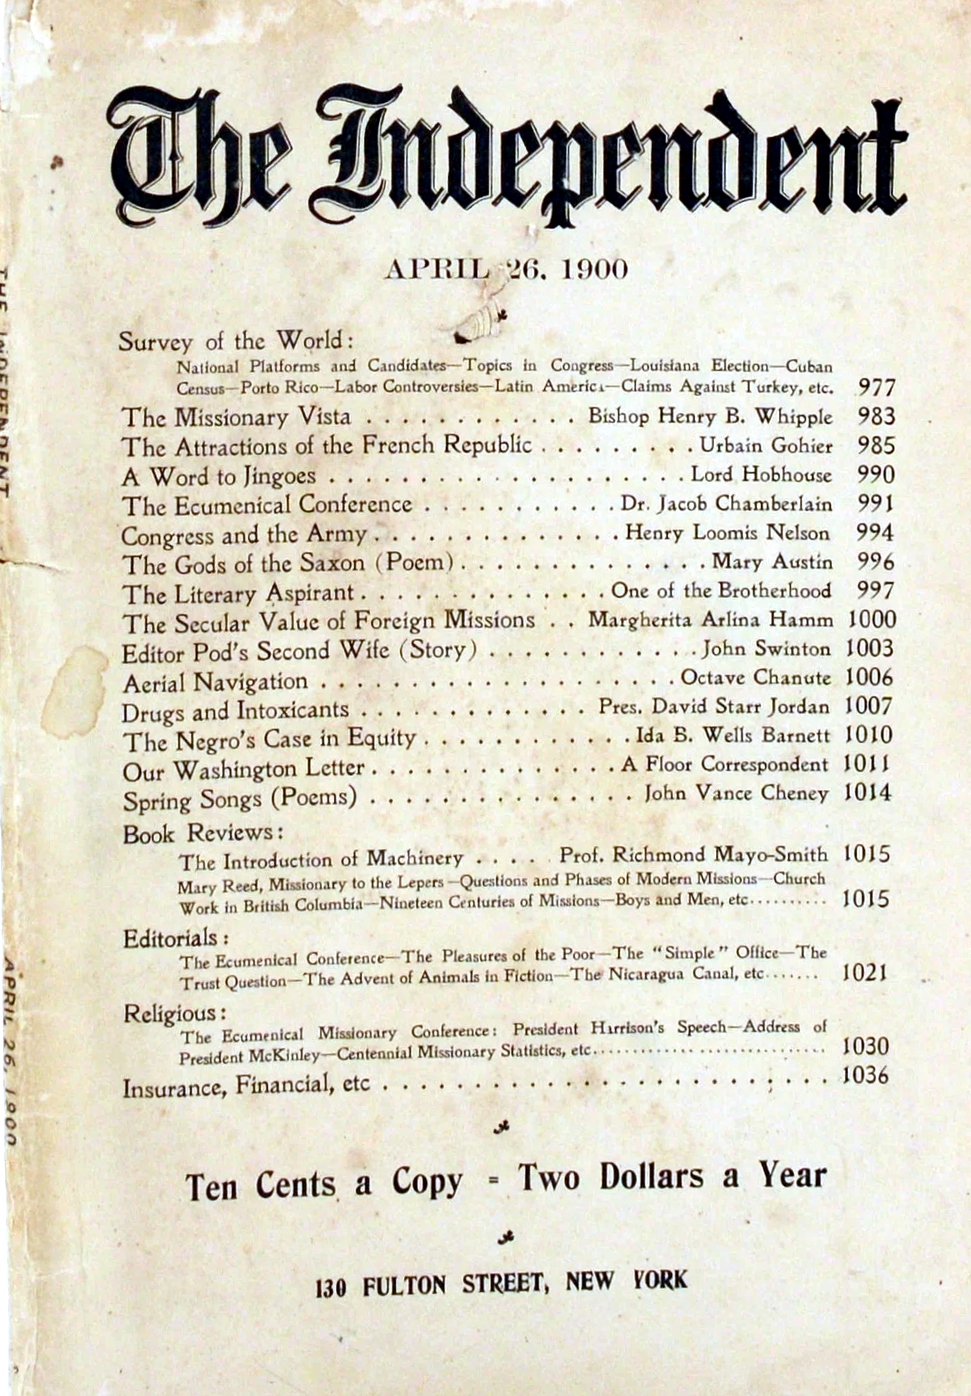 The Independent
APRIL 26, 1900
Survey of the World:
National Platforms and Candidates—Topics in Congress—Louisiana Election—Cuban
Census—Porto Rico—Labor Controversies—Latin America—Claims Against Turkey, etc. 977
The Missionary Vista . . . . . . . . . . . Bishop Henry B. Whipple 983
The Attractions of the French Republic . . . . . . . . . Urbain Gohier 985
A Word to Jingoes . . . . . . . . . . . . . . . . . . . Lord Hobhouse 990
The Ecumenical Conference . . . . . . . . . . . Dr. Jacob Chamberlain 991
Congress and the Army . . . . . . . . . . . . . . Henry Loomis Nelson 994
The Gods of the Saxon (Poem) . . . . . . . . . . . . . . Mary Austin 996
The Literary Aspirant . . . . . . . . . . . . . . One of the Brotherhood 997
The Secular Value of Foreign Missions . . Margherita Arlina Hamm 1000
Editor Pod's Second Wife (Story) . . . . . . . . . . . . John Swinton 1003
Aerial Navigation . . . . . . . . . . . . . . . . . . . . Octave Chanute 1006
Drugs and Intoxicants . . . . . . . . . . . . . Pres. David Starr Jordan 1007
The Negro's Case in Equity . . . . . . . . . . . . Ida B. Wells Barnett 1010
Our Washington Letter . . . . . . . . . . . . . . A Floor Correspondent 1011
Spring Songs (Poems) . . . . . . . . . . . . . . . John Vance Cheney 1014
Book Reviews:
The Introduction of Machinery . . . . Prof. Richmond Mayo-Smith 1015
Mary Reed, Missionary to the Lepers—Questions and Phases of Modern Missions—Church
Work in British Columbia—Nineteen Centuries of Missions—Boys and Men, etc.......... 1015
Editorials:
The Ecumenical Conference—The Pleasures of the Poor—The "Simple" Office—The
Trust Question—The Advent of Animals in Fiction—The Nicaragua Canal, etc....... 1021
Religious:
The Ecumenical Missionary Conference: President Harrison's Speech—Address of
President McKinley—Centennial Missionary Statistics, etc.............................. 1030
Insurance, Financial, etc . . . . . . . . . . . . . . . . . . . . . . . . . 1036
Ten Cents a Copy = Two Dollars a Year
130 FULTON STREET, NEW YORK
THE INDEPENDENT
APRIL 26, 1900